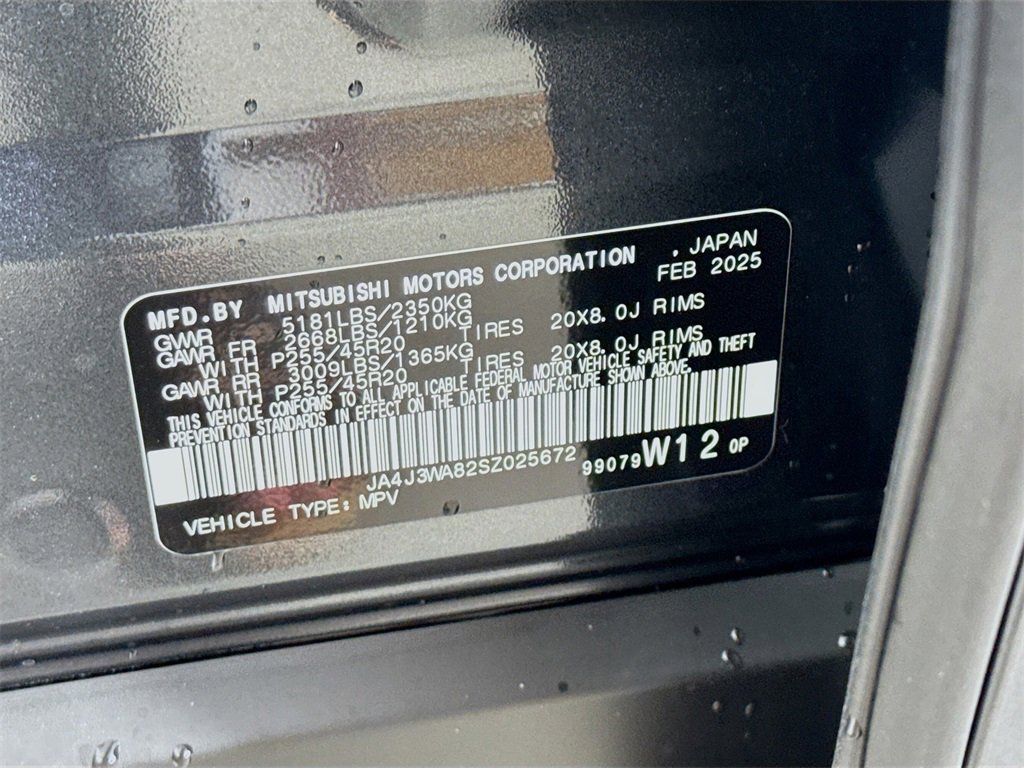 MFD.BY MITSUBISHI MOTORS CORPORATION , JAPAN
FEB 2025
GVWR 5181LBS/2350KG
GAWR FR 2668LBS/1210KG
WITH P255/45R20 TIRES 20X8.0J RIMS
GAWR RR 3009LBS/1365KG
WITH P255/45R20 TIRES 20X8.0J RIMS
THIS VEHICLE CONFORMS TO ALL APPLICABLE FEDERAL MOTOR VEHICLE SAFETY AND THEFT
PREVENTION STANDARDS IN EFFECT ON THE DATE OF MANUFACTURE SHOWN ABOVE.
JA4J3WA82SZ025672 99079 W12 0P
VEHICLE TYPE: MPV